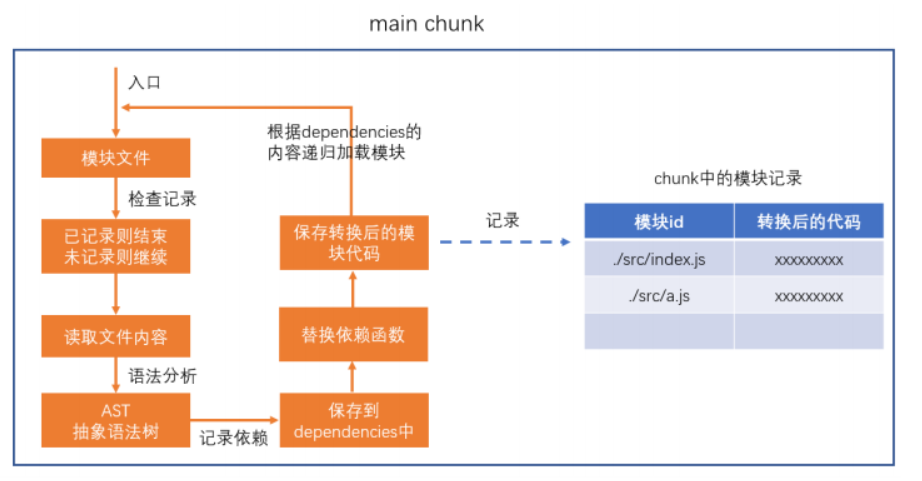 main chunk
入口
模块文件
检查记录
已记录则结束
未记录则继续
读取文件内容
语法分析
AST
抽象语法树
记录依赖
保存到
dependencies中
替换依赖函数
保存转换后的模
块代码
根据dependencies的
内容递归加载模块
记录
chunk中的模块记录
模块id 转换后的代码
./src/index.js xxxxxxxxx
./src/a.js xxxxxxxxx